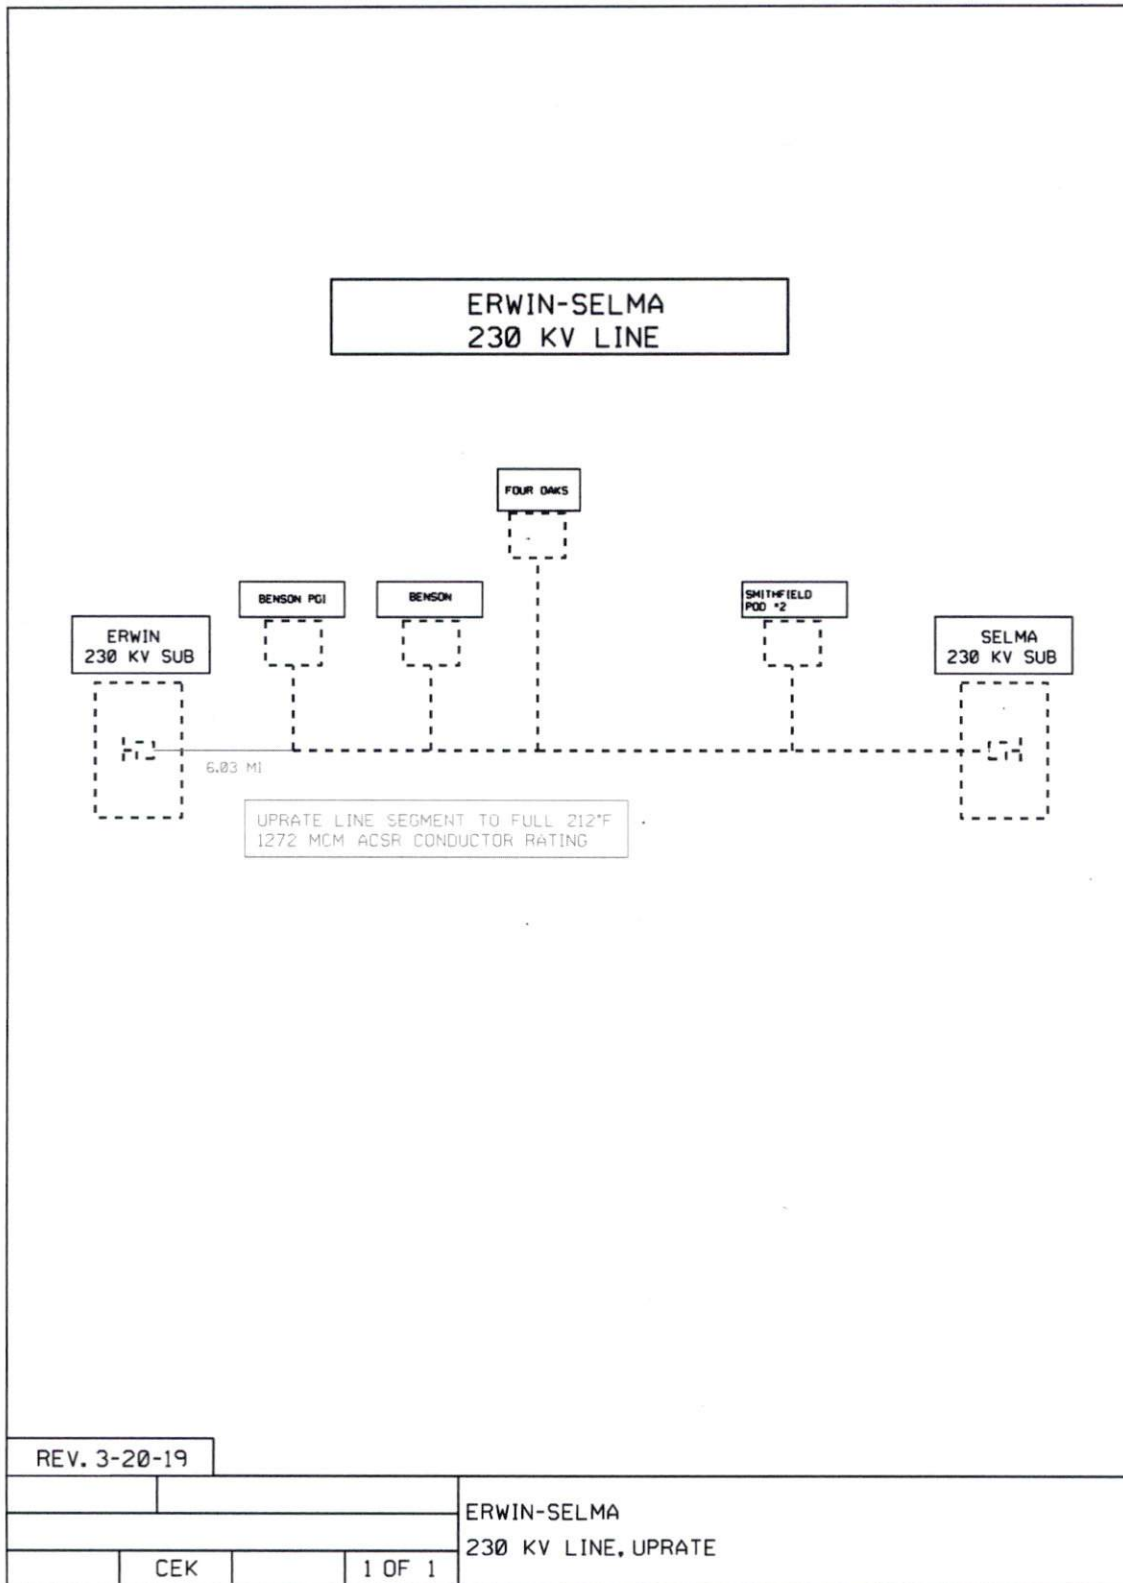 ERWIN-SELMA
230 KV LINE
FOUR OAKS
BENSON PGI
BENSON
SMITHFIELD
POD #2
ERWIN
230 KV SUB
SELMA
230 KV SUB
6.03 MI
UPRATE LINE SEGMENT TO FULL 212°F
1272 MCM ACSR CONDUCTOR RATING
REV. 3-20-19
ERWIN-SELMA
230 KV LINE, UPRATE
CEK
1 OF 1